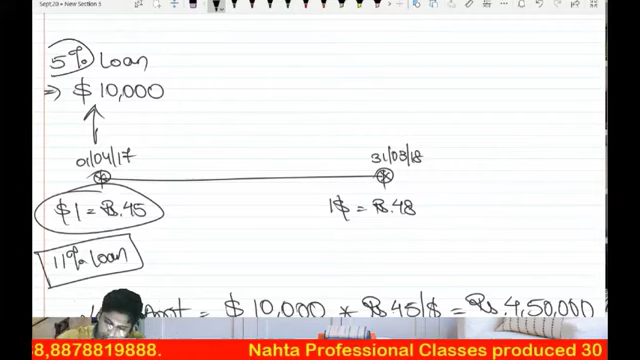 Sept,20 » New Section 3
5% Loan
⇒ $ 10,000
01/04/17
31/03/18
$1 = Rs.45
1$ = Rs.48
11% loan
Amt = $10,000 * Rs 45/$ = Rs.4,50,000
8,8878819888.
Nahta Professional Classes produced 30